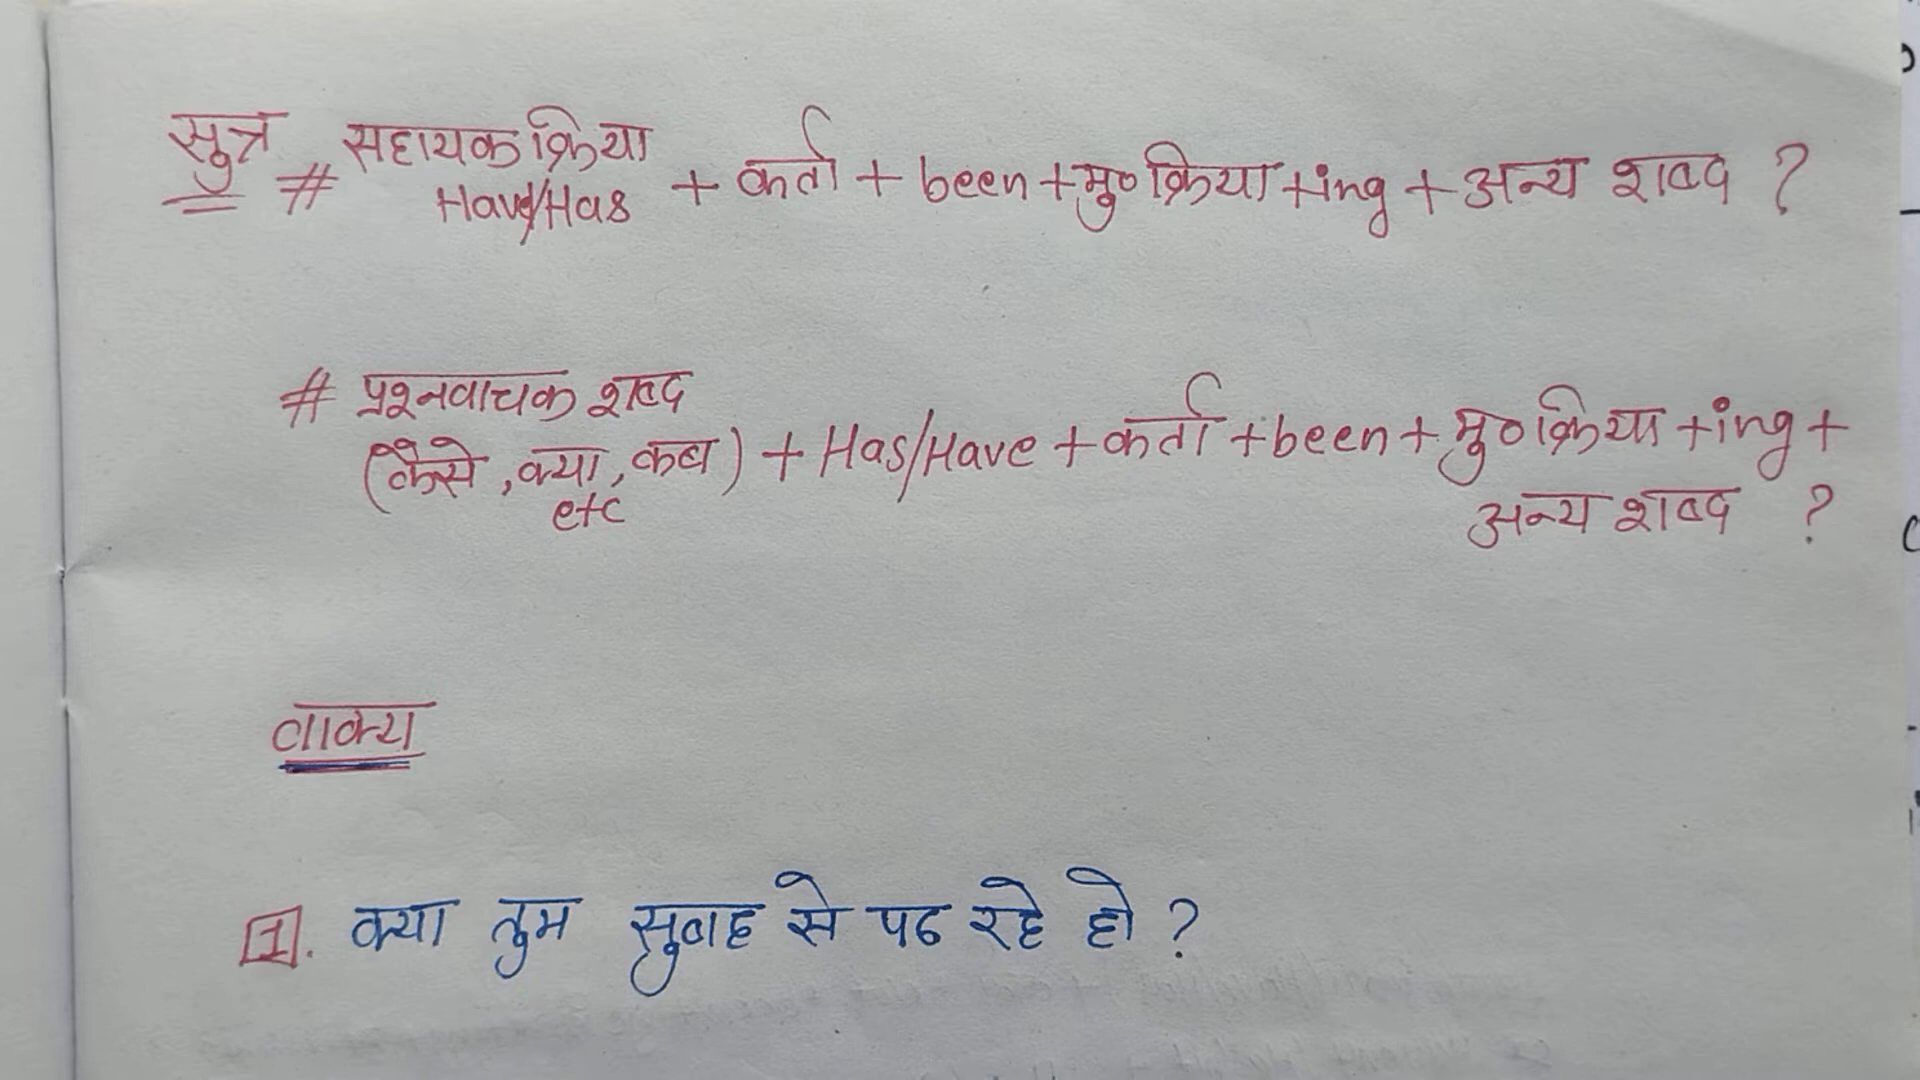 सुत्र # सहायक क्रिया Have/Has + कर्ता + been + मु० क्रिया + ing + अन्य शब्द ?
# प्रश्नवाचक शब्द
(कैसे, क्या, कब) + Has/Have + कर्ता + been + मु० क्रिया + ing +
etc अन्य शब्द ?
वाक्य
1. क्या तुम सुबह से पढ रहे हो ?